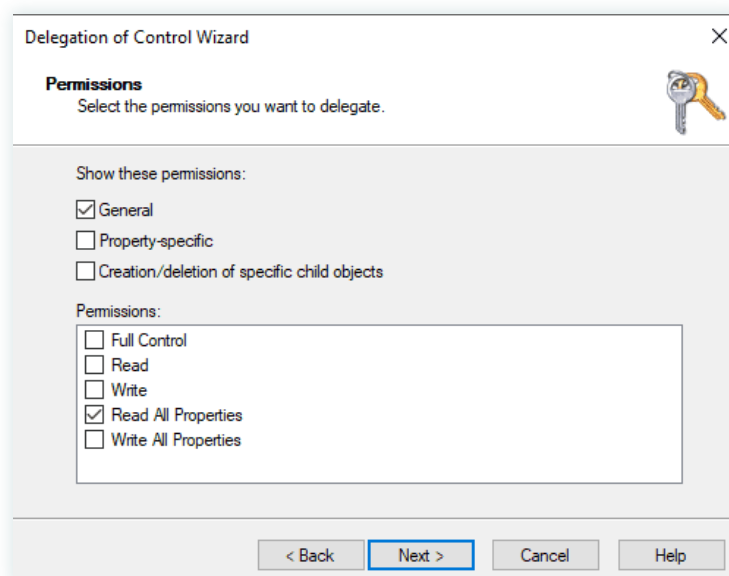 Delegation of Control Wizard
Permissions
Select the permissions you want to delegate.
Show these permissions:
General
Property-specific
Creation/deletion of specific child objects
Permissions:
Full Control
Read
Write
Read All Properties
Write All Properties
< Back Next > Cancel Help